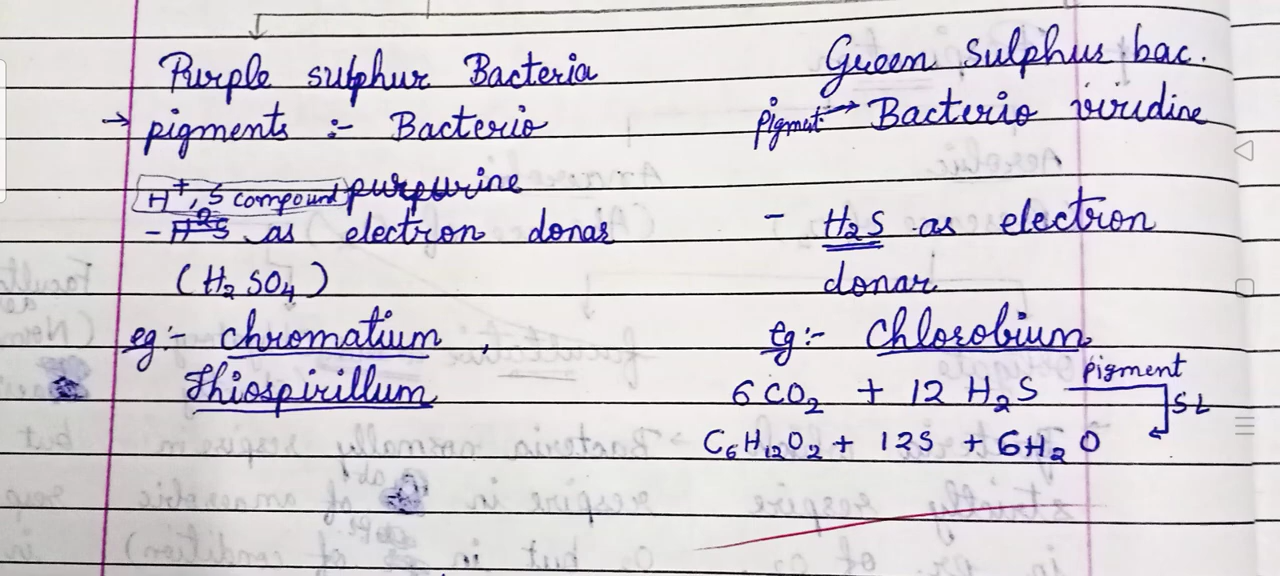 Purple sulphur Bacteria
→ pigments :- Bacterio
purpurine
H⁺, S compound
- H2S as electron donar
(H₂SO₄)
eg:- chromatium,
Thiospirillum
Green Sulphur bac.
pigmat → Bacterio viridine
- H₂S as electron
donar
eg:- Chlorobium
6CO₂ + 12 H₂S pigment
SL
C₆H₁₂O₂ + 12S + 6H₂O